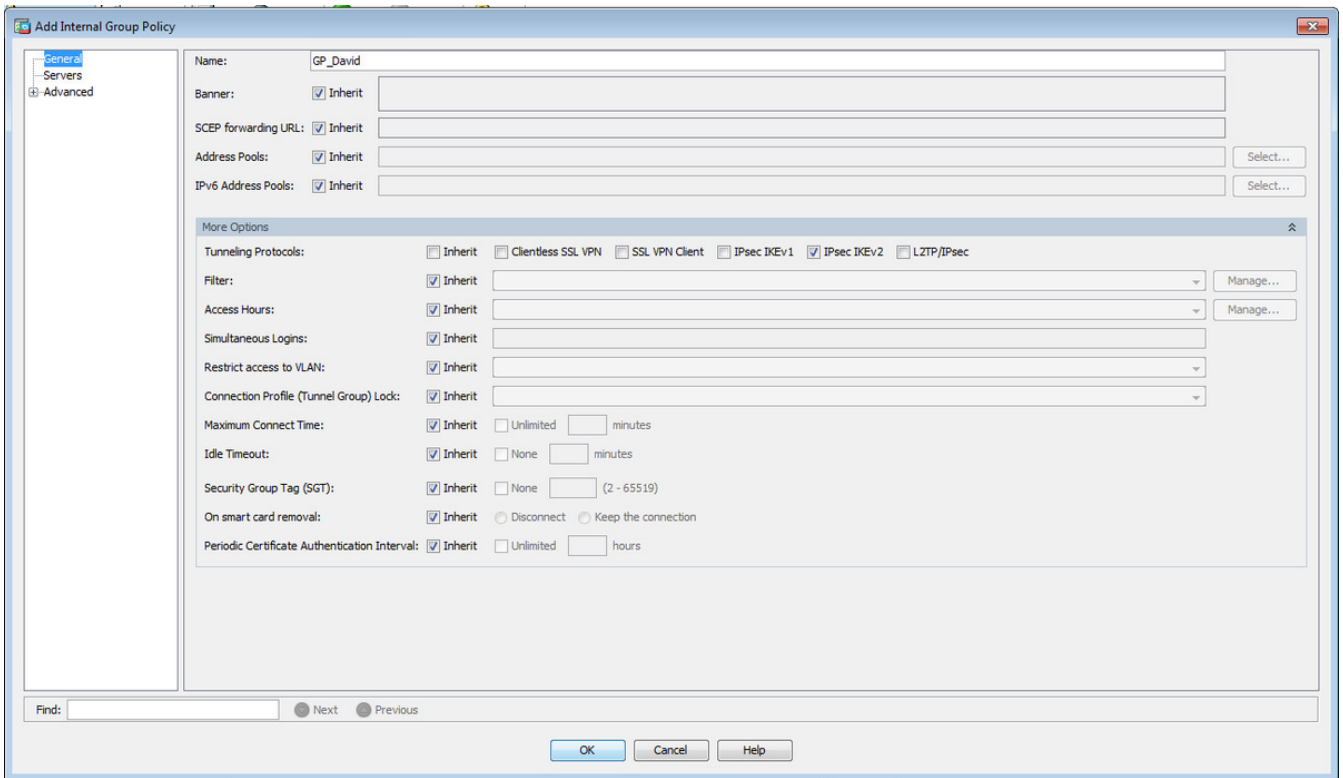 Add Internal Group Policy
General
Servers
Advanced
Name: GP_David
Banner: Inherit
SCEP forwarding URL: Inherit
Address Pools: Inherit Select...
IPv6 Address Pools: Inherit Select...
More Options
Tunneling Protocols: Inherit Clientless SSL VPN SSL VPN Client IPsec IKEv1 IPsec IKEv2 L2TP/IPsec
Filter: Inherit Manage...
Access Hours: Inherit Manage...
Simultaneous Logins: Inherit
Restrict access to VLAN: Inherit
Connection Profile (Tunnel Group) Lock: Inherit
Maximum Connect Time: Inherit Unlimited minutes
Idle Timeout: Inherit None minutes
Security Group Tag (SGT): Inherit None (2 - 65519)
On smart card removal: Inherit Disconnect Keep the connection
Periodic Certificate Authentication Interval: Inherit Unlimited hours
Find: Next Previous
OK Cancel Help